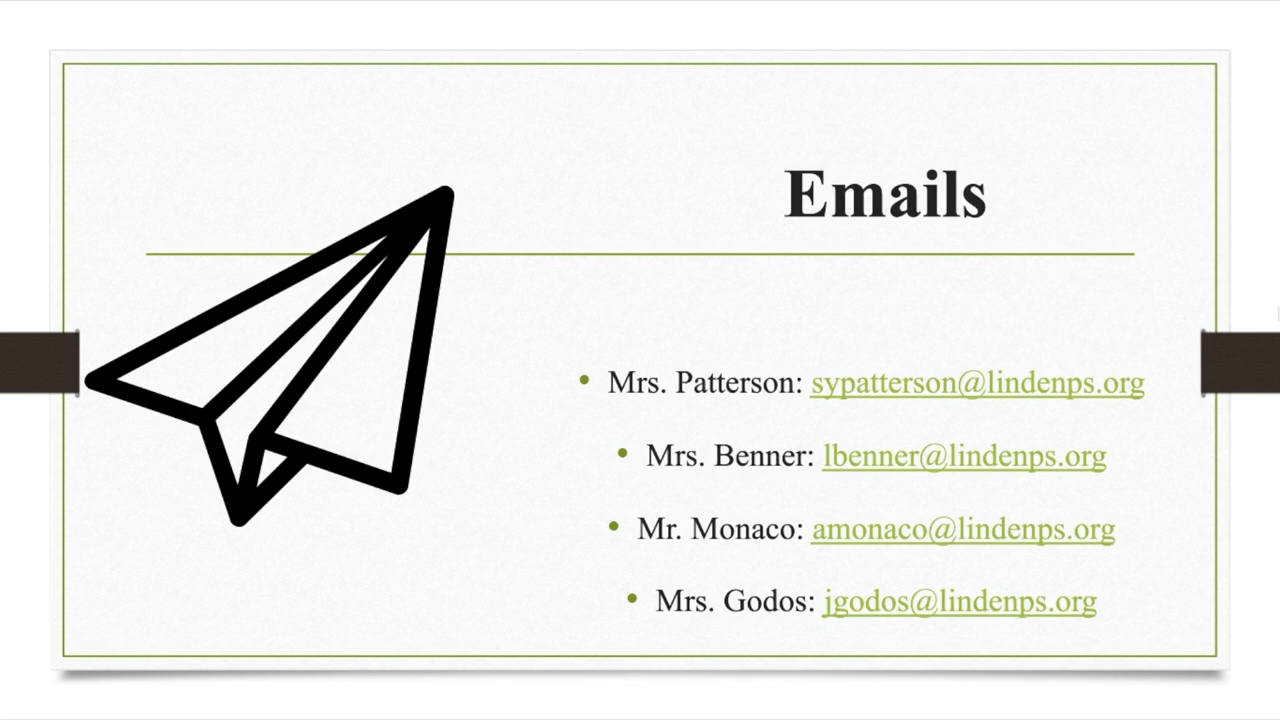 Emails
• Mrs. Patterson: sypatterson@lindenps.org
• Mrs. Benner: lbenner@lindenps.org
• Mr. Monaco: amonaco@lindenps.org
• Mrs. Godos: jgodos@lindenps.org